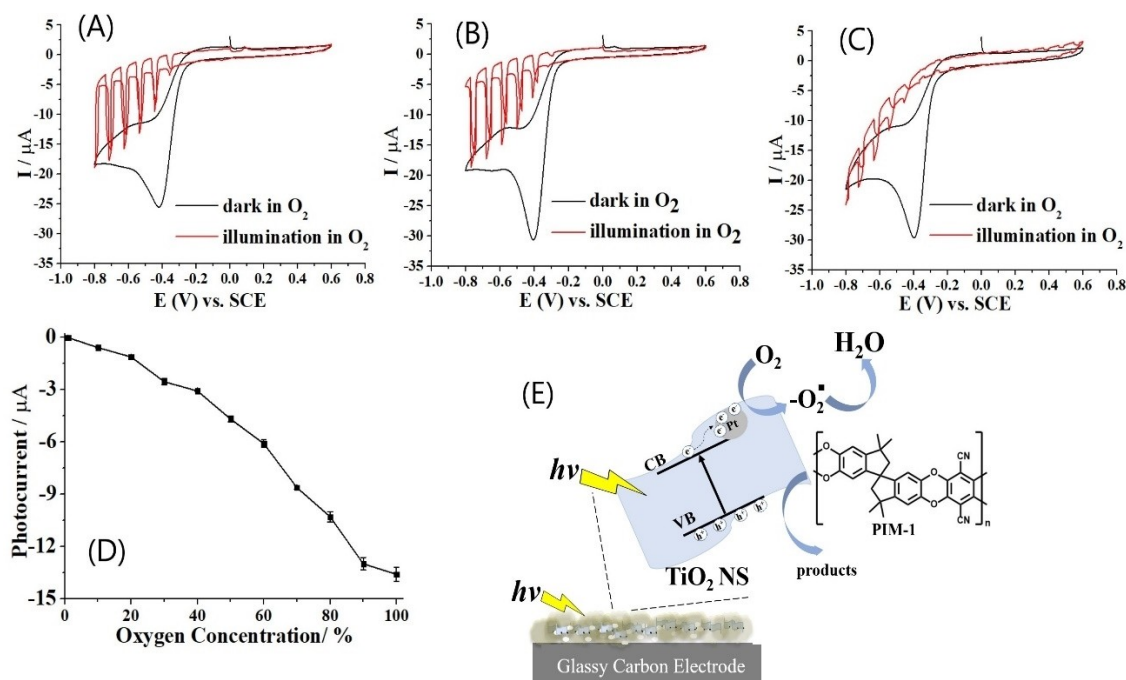 (A)
5
0
-5
-10
-15
-20
-25
-30
-35
I / μA
dark in O₂
illumination in O₂
-1.0 -0.8 -0.6 -0.4 -0.2 0.0 0.2 0.4 0.6 0.8
E (V) vs. SCE
(B)
5
0
-5
-10
-15
-20
-25
-30
-35
I / μA
dark in O2
illumination in O2
-1.0 -0.8 -0.6 -0.4 -0.2 0.0 0.2 0.4 0.6 0.8
E (V) vs. SCE
(C)
5
0
-5
-10
-15
-20
-25
-30
-35
I / μA
dark in O₂
illumination in O₂
-1.0 -0.8 -0.6 -0.4 -0.2 0.0 0.2 0.4 0.6 0.8
E (V) vs. SCE
(D)
0
-3
-6
-9
-12
-15
Photocurrent / μA
0 20 40 60 80 100
Oxygen Concentration/ %
(E)
O₂
H₂O
-O₂▪
e⁻ e⁻
e⁻
e⁻
Pt
e⁻
CB
hν
VB
h⁺ h⁺ h⁺ h⁺
TiO₂ NS
O
O
O
O
CN
CN
n
PIM-1
products
hν
Glassy Carbon Electrode